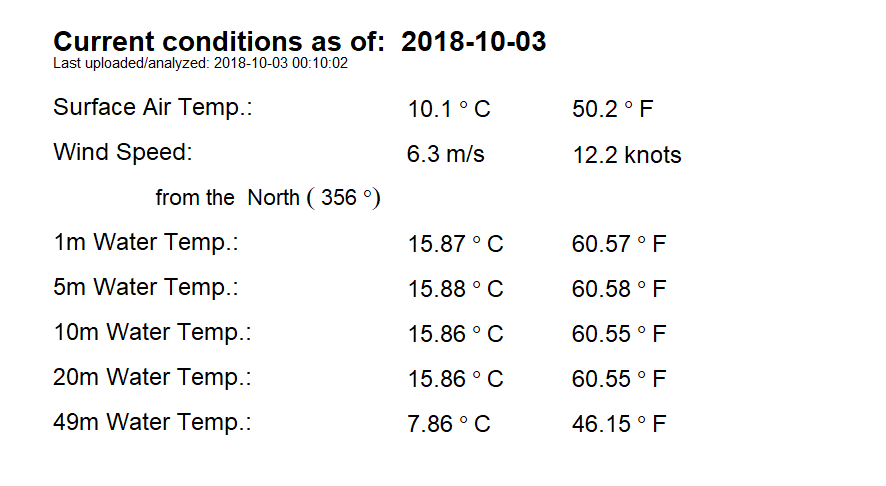 Current conditions as of: 2018-10-03
Last uploaded/analyzed: 2018-10-03 00:10:02
Surface Air Temp.: 10.1 ° C 50.2 ° F
Wind Speed: 6.3 m/s 12.2 knots
from the North ( 356 °)
1m Water Temp.: 15.87 ° C 60.57 ° F
5m Water Temp.: 15.88 ° C 60.58 ° F
10m Water Temp.: 15.86 ° C 60.55 ° F
20m Water Temp.: 15.86 ° C 60.55 ° F
49m Water Temp.: 7.86 ° C 46.15 ° F